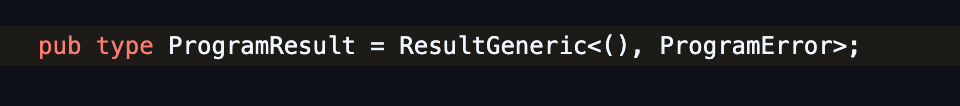 pub type ProgramResult = ResultGeneric<(), ProgramError>;